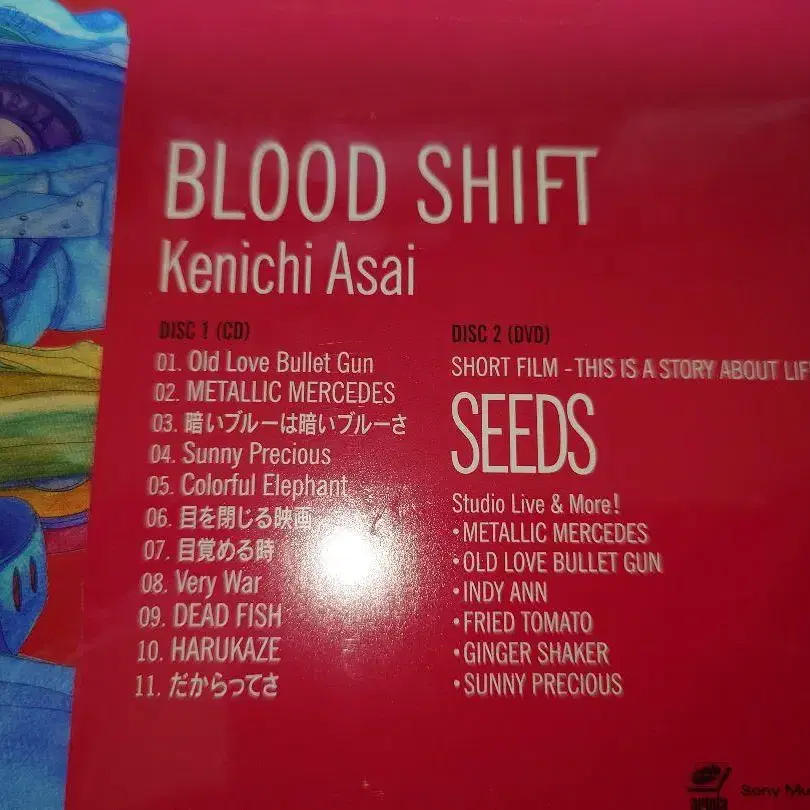 BLOOD SHIFT
Kenichi Asai
DISC 1 (CD)
01. Old Love Bullet Gun
02. METALLIC MERCEDES
03. 暗いブルーは暗いブルーさ
04. Sunny Precious
05. Colorful Elephant
06. 目を閉じる映画
07. 目覚める時
08. Very War
09. DEAD FISH
10. HARUKAZE
11. だからってさ
DISC 2 (DVD)
SHORT FILM - THIS IS A STORY ABOUT LIF
SEEDS
Studio Live & More!
・METALLIC MERCEDES
・OLD LOVE BULLET GUN
・INDY ANN
・FRIED TOMATO
・GINGER SHAKER
・SUNNY PRECIOUS
Sony Mu